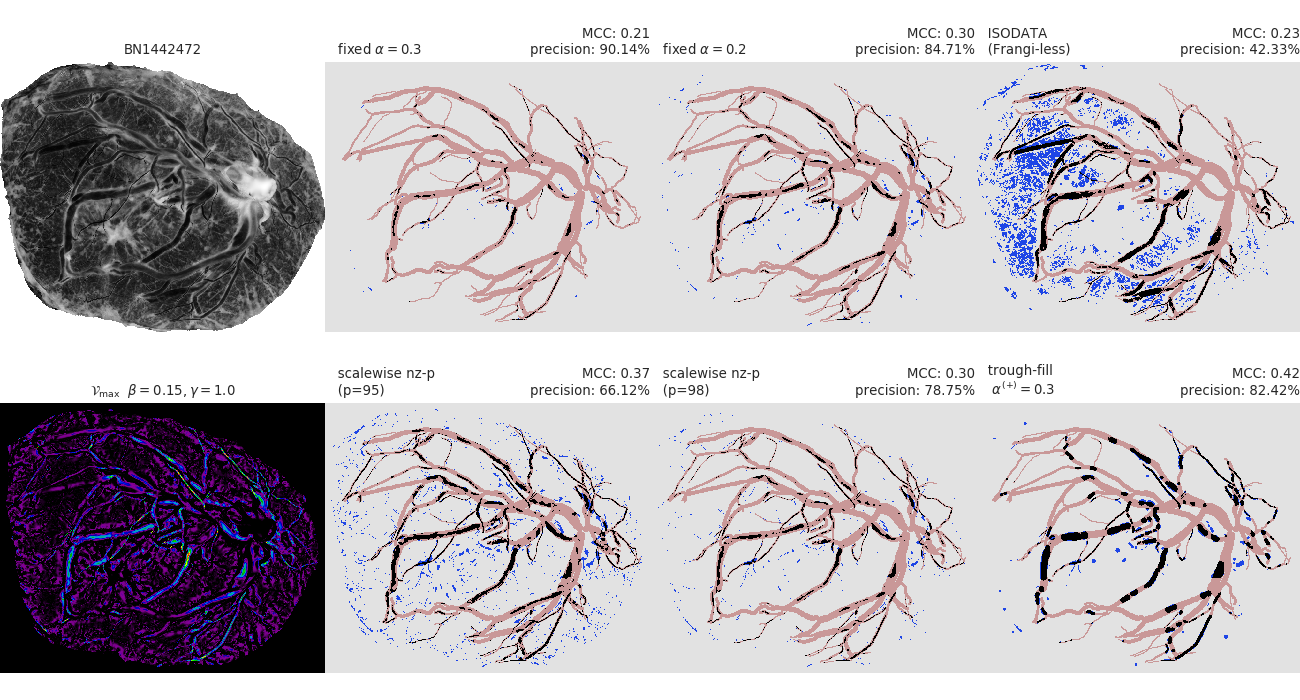 BN1442472
fixed α = 0.3
MCC: 0.21
precision: 90.14%
fixed α = 0.2
MCC: 0.30
precision: 84.71%
ISODATA
(Frangi-less)
MCC: 0.23
precision: 42.33%
𝒱max β = 0.15, γ = 1.0
scalewise nz-p
(p=95)
MCC: 0.37
precision: 66.12%
scalewise nz-p
(p=98)
MCC: 0.30
precision: 78.75%
trough-fill
α(+) = 0.3
MCC: 0.42
precision: 82.42%